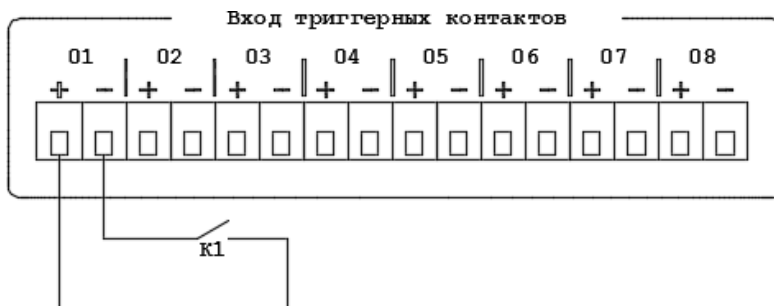 Вход триггерных контактов
01 02 03 04 05 06 07 08
+ - + - + - + - + - + - + - + -
K1